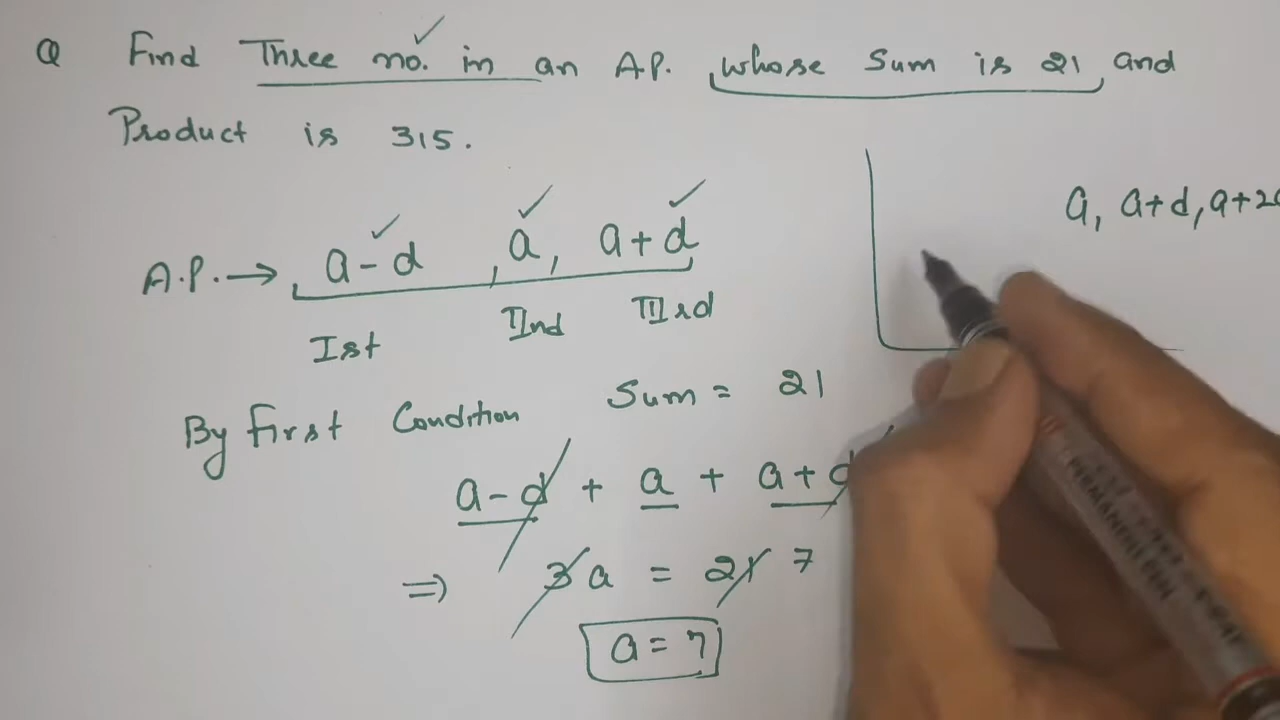 Q Find Three no. in an A.P. whose Sum is 21 and
Product is 315.
a, a+d, a+2
A.P. → a-d, a, a+d
Ist IInd IIIrd
By First Condition Sum = 21
a-d + a + a+d
⇒ 3a = 21 7
a = 7
PERMANENT